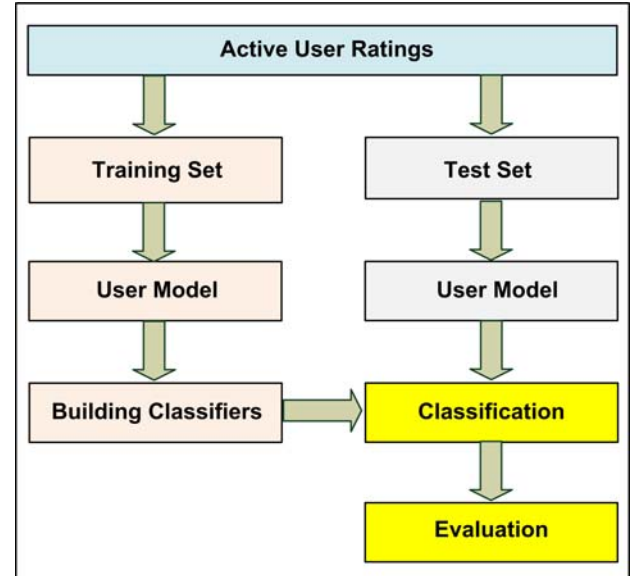 Active User Ratings
Training Set
Test Set
User Model
User Model
Building Classifiers
Classification
Evaluation